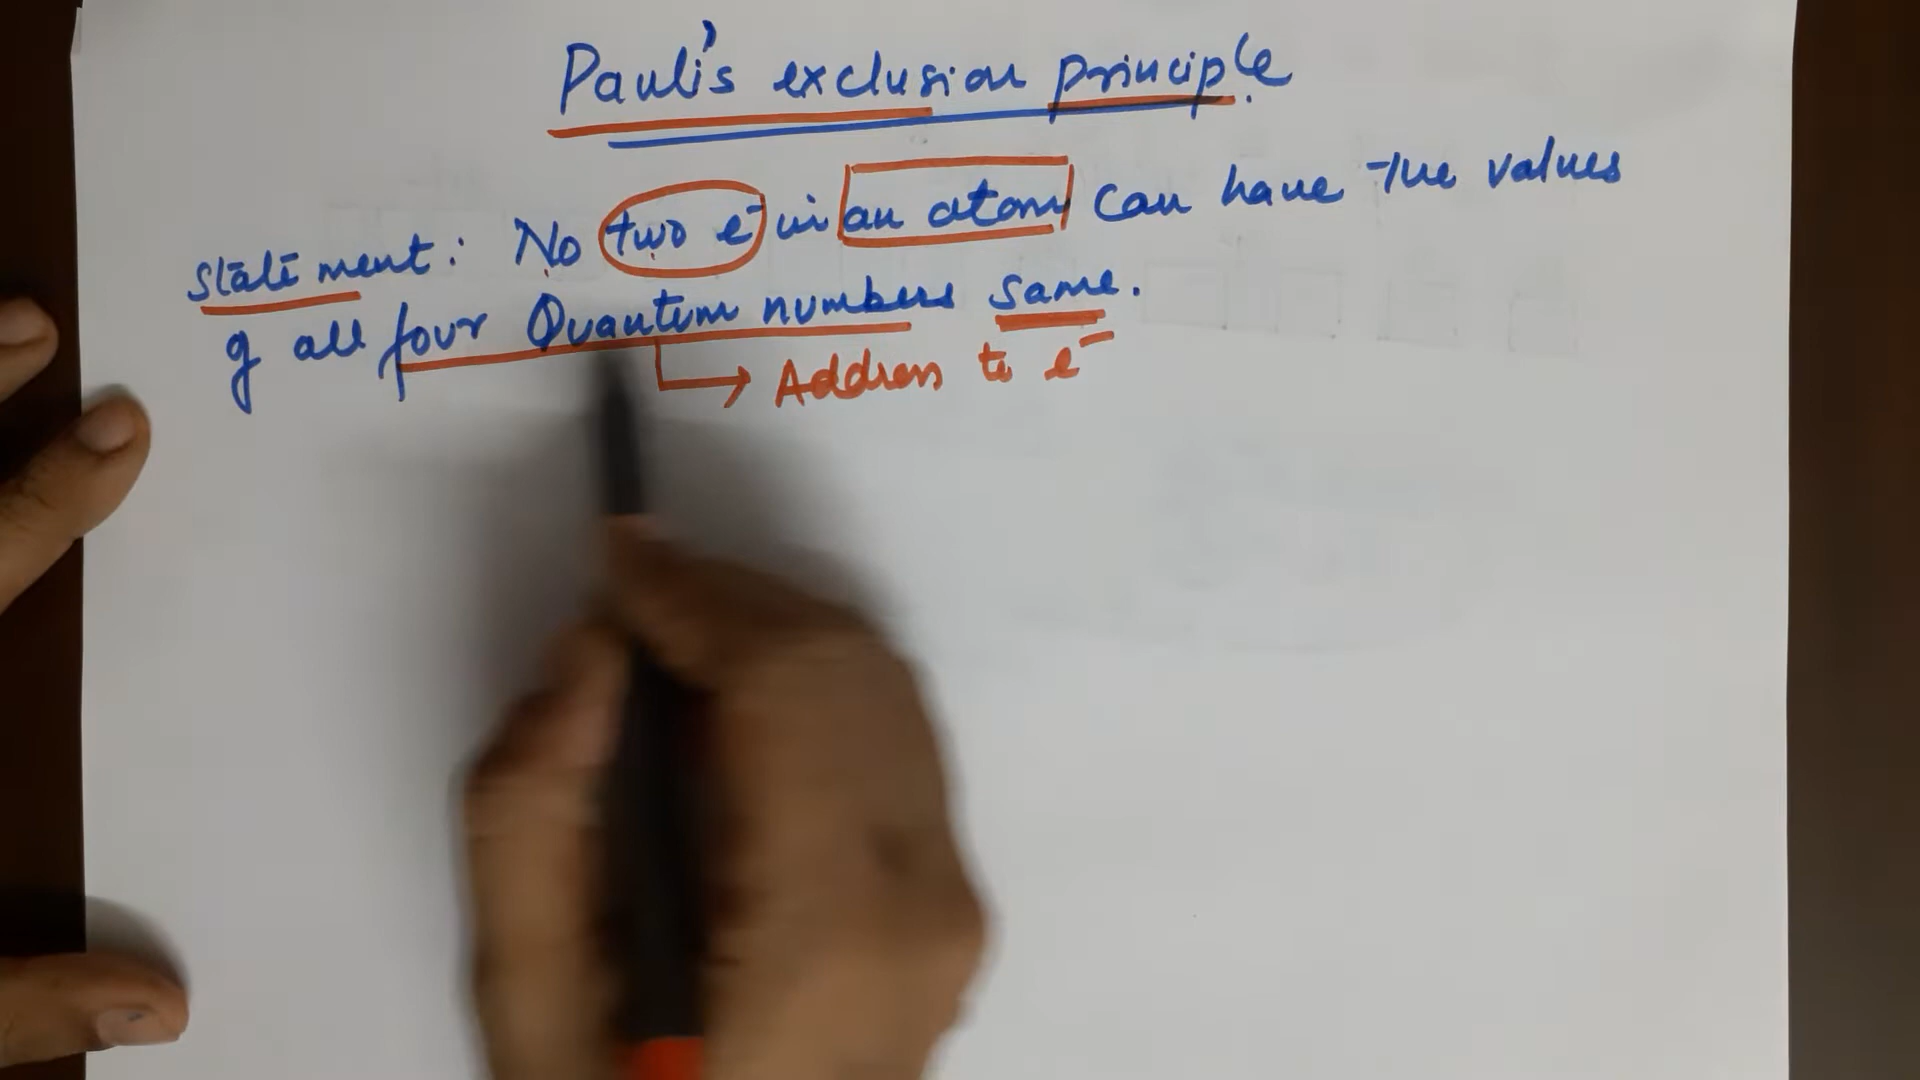 Pauli's exclusion principle
Statement: No two e⁻ in an atom can have the values
of all four Quantum numbers same.
Address to e⁻